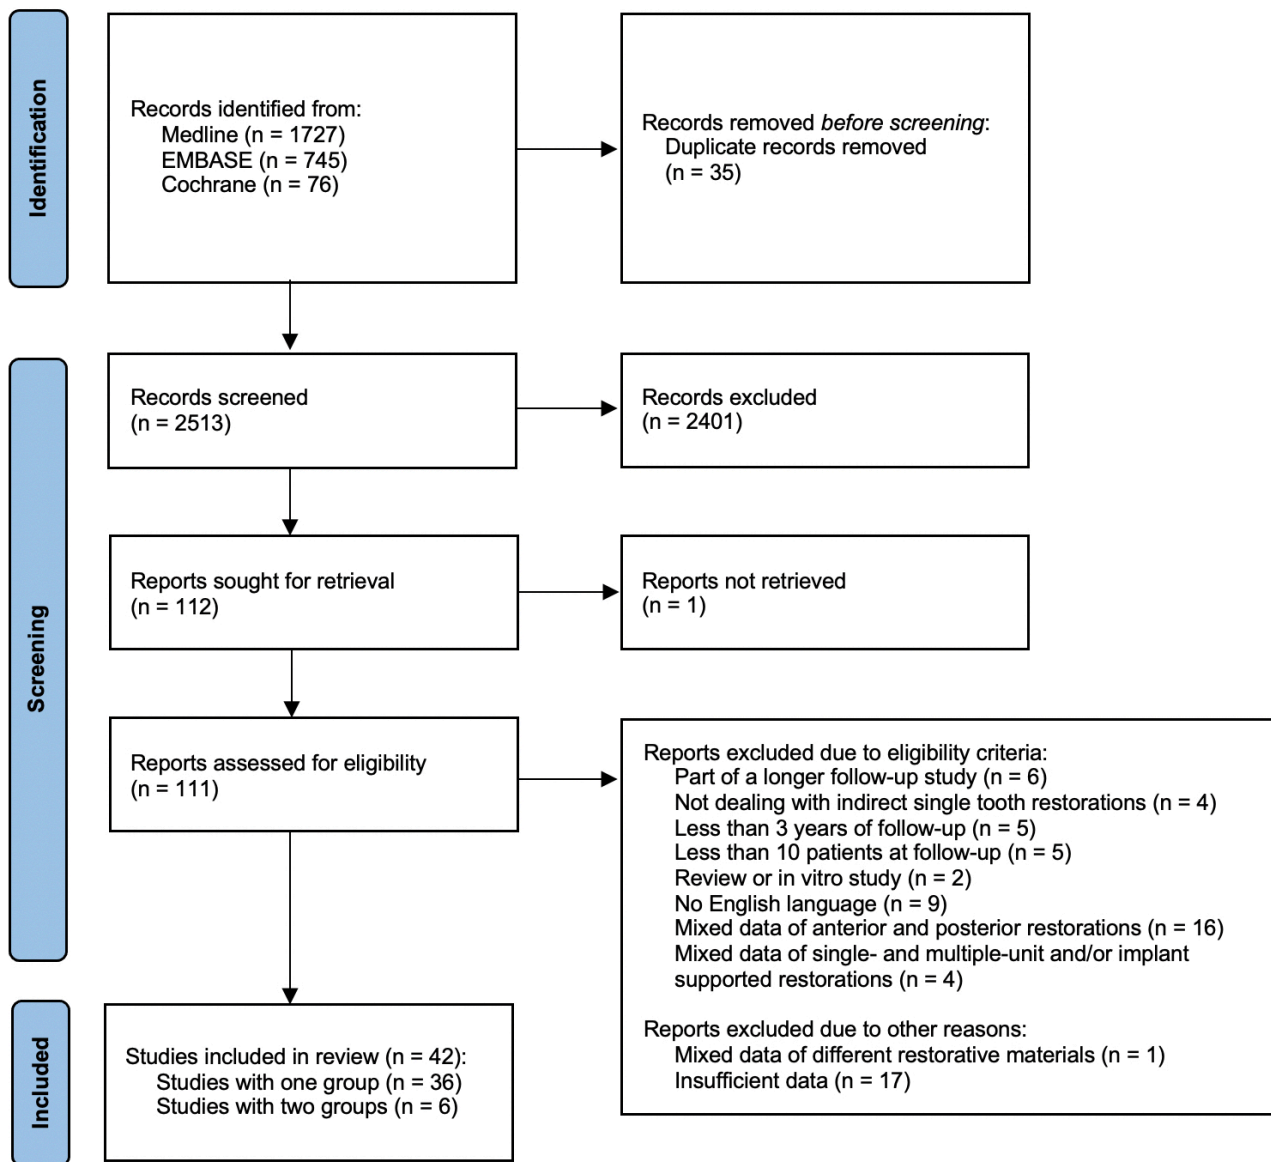 Identification
Records identified from:
Medline (n = 1727)
EMBASE (n = 745)
Cochrane (n = 76)
Records removed before screening:
Duplicate records removed
(n = 35)
Screening
Records screened
(n = 2513)
Records excluded
(n = 2401)
Reports sought for retrieval
(n = 112)
Reports not retrieved
(n = 1)
Reports assessed for eligibility
(n = 111)
Reports excluded due to eligibility criteria:
Part of a longer follow-up study (n = 6)
Not dealing with indirect single tooth restorations (n = 4)
Less than 3 years of follow-up (n = 5)
Less than 10 patients at follow-up (n = 5)
Review or in vitro study (n = 2)
No English language (n = 9)
Mixed data of anterior and posterior restorations (n = 16)
Mixed data of single- and multiple-unit and/or implant
supported restorations (n = 4)
Reports excluded due to other reasons:
Mixed data of different restorative materials (n = 1)
Insufficient data (n = 17)
Included
Studies included in review (n = 42):
Studies with one group (n = 36)
Studies with two groups (n = 6)